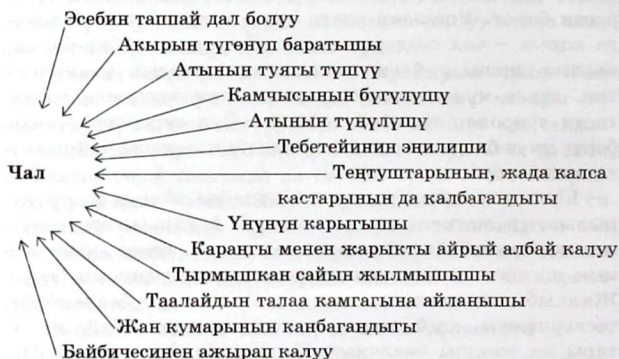 Эсебин таппай дал болуу
Акырын түгөнүп баратышы
Атынын туягы түшүү
Камчысынын бүгүлүшү
Атынын түңүлүшү
Тебетейинин эңилиши
Чал
Теңтуштарынын, жада калса
кастарынын да калбагандыгы
Үнүнүн карытышы
Караңгы менен жарыкты айрый албай калуу
Тырмышкан сайын жылмышышы
Таалайдын талаа камгагына айланышы
Жан кумарынын канбагандыгы
Байбичесинен ажырап калуу